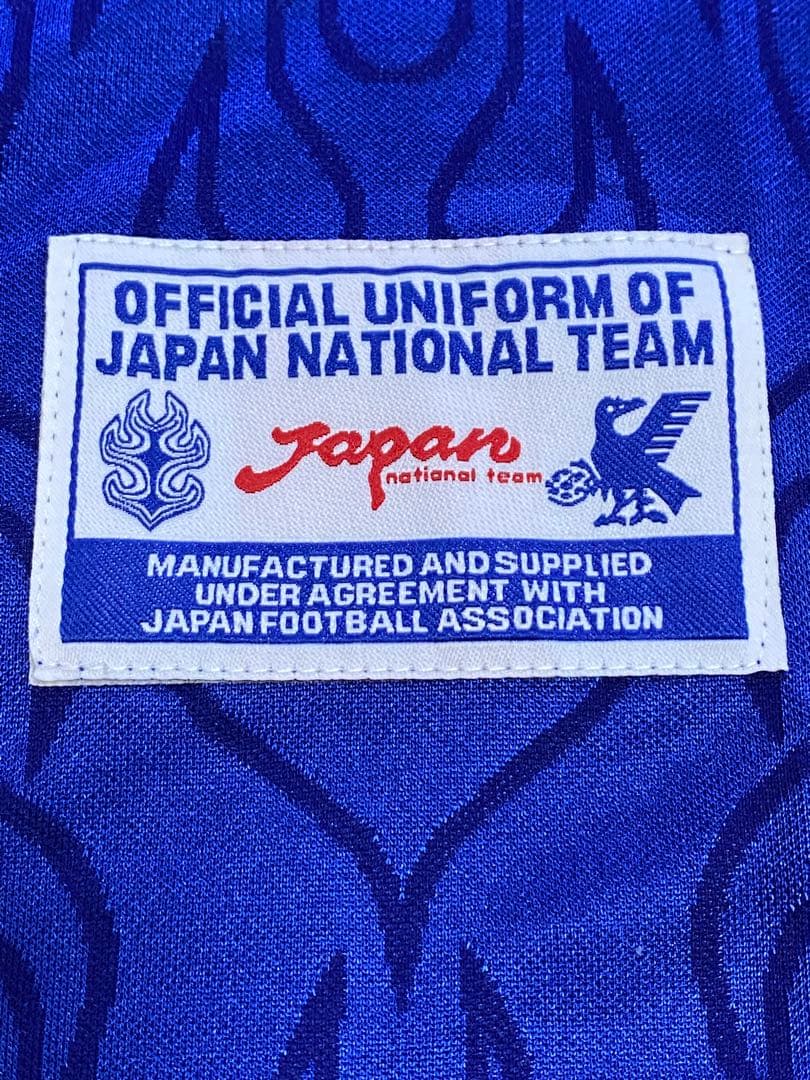 OFFICIAL UNIFORM OF
JAPAN NATIONAL TEAM
Japan
national team
MANUFACTURED AND SUPPLIED
UNDER AGREEMENT WITH
JAPAN FOOTBALL ASSOCIATION